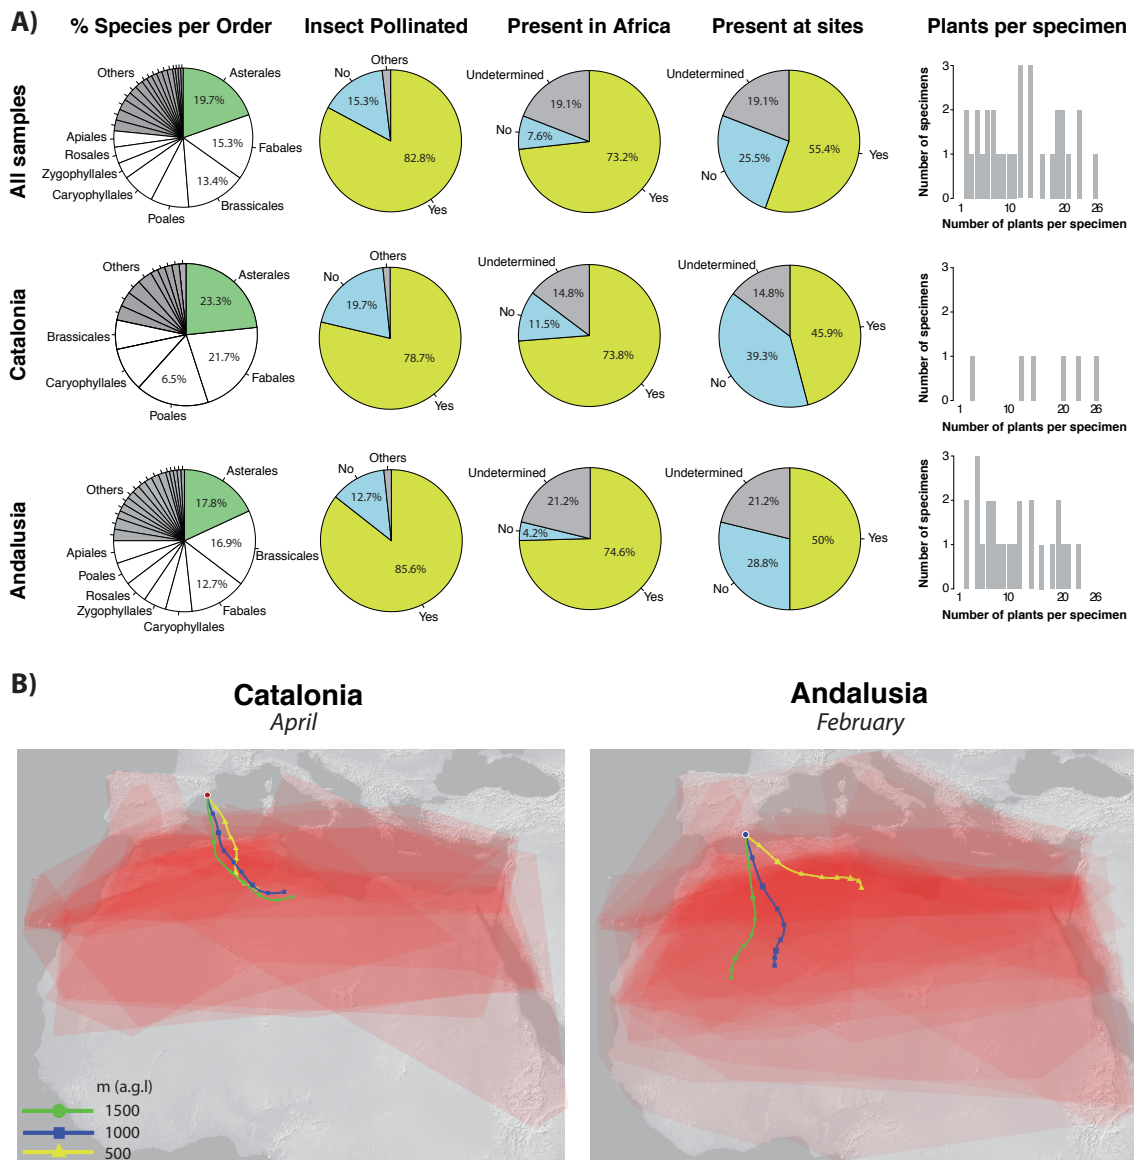 A)
% Species per Order
Insect Pollinated
Present in Africa
Present at sites
Plants per specimen
All samples
Others
Asterales
19.7%
15.3%
Fabales
13.4%
Brassicales
Poales
Caryophyllales
Zygophyllales
Rosales
Apiales
No
Others
15.3%
82.8%
Yes
Undetermined
19.1%
No
7.6%
73.2%
Yes
Undetermined
19.1%
No
25.5%
55.4%
Yes
Number of specimens
3
2
1
0
1
10
20
26
Number of plants per specimen
Catalonia
Others
Asterales
23.3%
21.7%
Fabales
6.5%
Poales
Caryophyllales
Brassicales
No
Others
19.7%
78.7%
Yes
Undetermined
14.8%
No
11.5%
73.8%
Yes
Undetermined
14.8%
No
39.3%
45.9%
Yes
Number of specimens
3
2
1
0
1
10
20
26
Number of plants per specimen
Andalusia
Others
Asterales
17.8%
16.9%
Brassicales
12.7%
Fabales
Caryophyllales
Zygophyllales
Rosales
Poales
Apiales
No
Others
12.7%
85.6%
Yes
Undetermined
21.2%
No
4.2%
74.6%
Yes
Undetermined
21.2%
No
28.8%
50%
Yes
Number of specimens
3
2
1
0
1
10
20
26
Number of plants per specimen
B)
Catalonia
April
Andalusia
February
m (a.g.l)
1500
1000
500